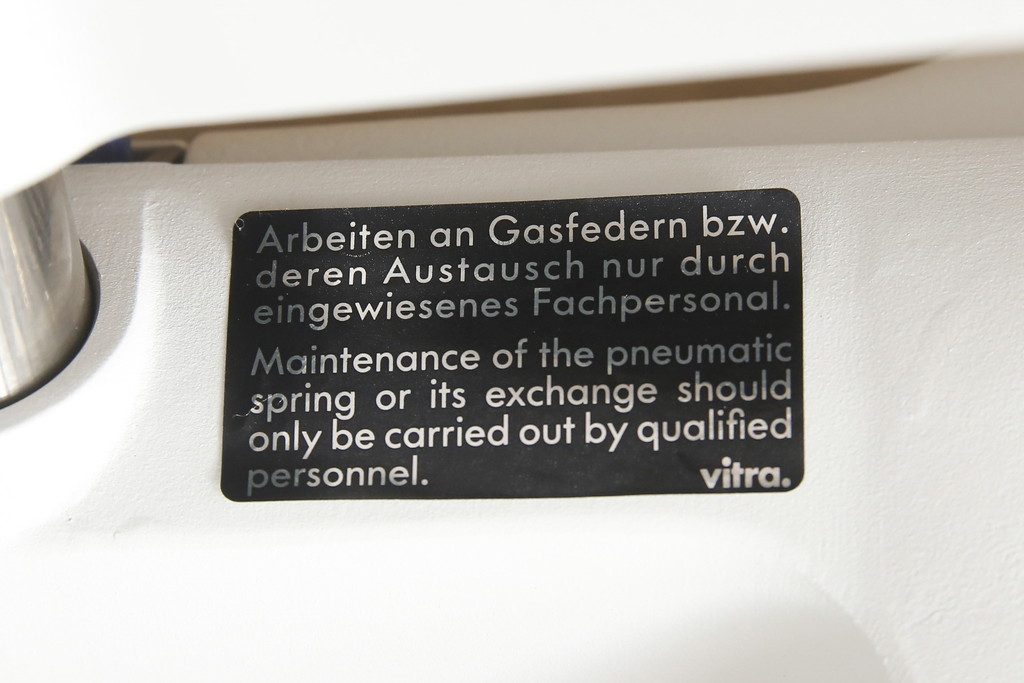 Arbeiten an Gasfedern bzw.
deren Austausch nur durch
eingewiesenes Fachpersonal.
Maintenance of the pneumatic
spring or its exchange should
only be carried out by qualified
personnel. vitra.